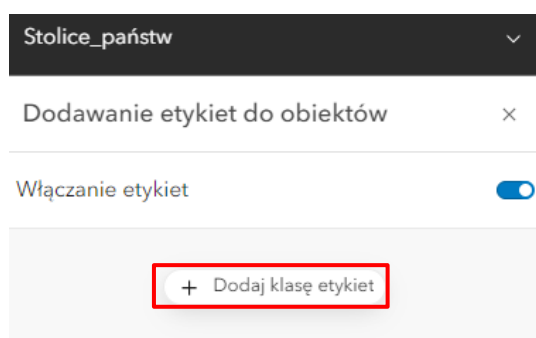 Stolice_państw
Dodawanie etykiet do obiektów
Włączanie etykiet
+ Dodaj klasę etykiet